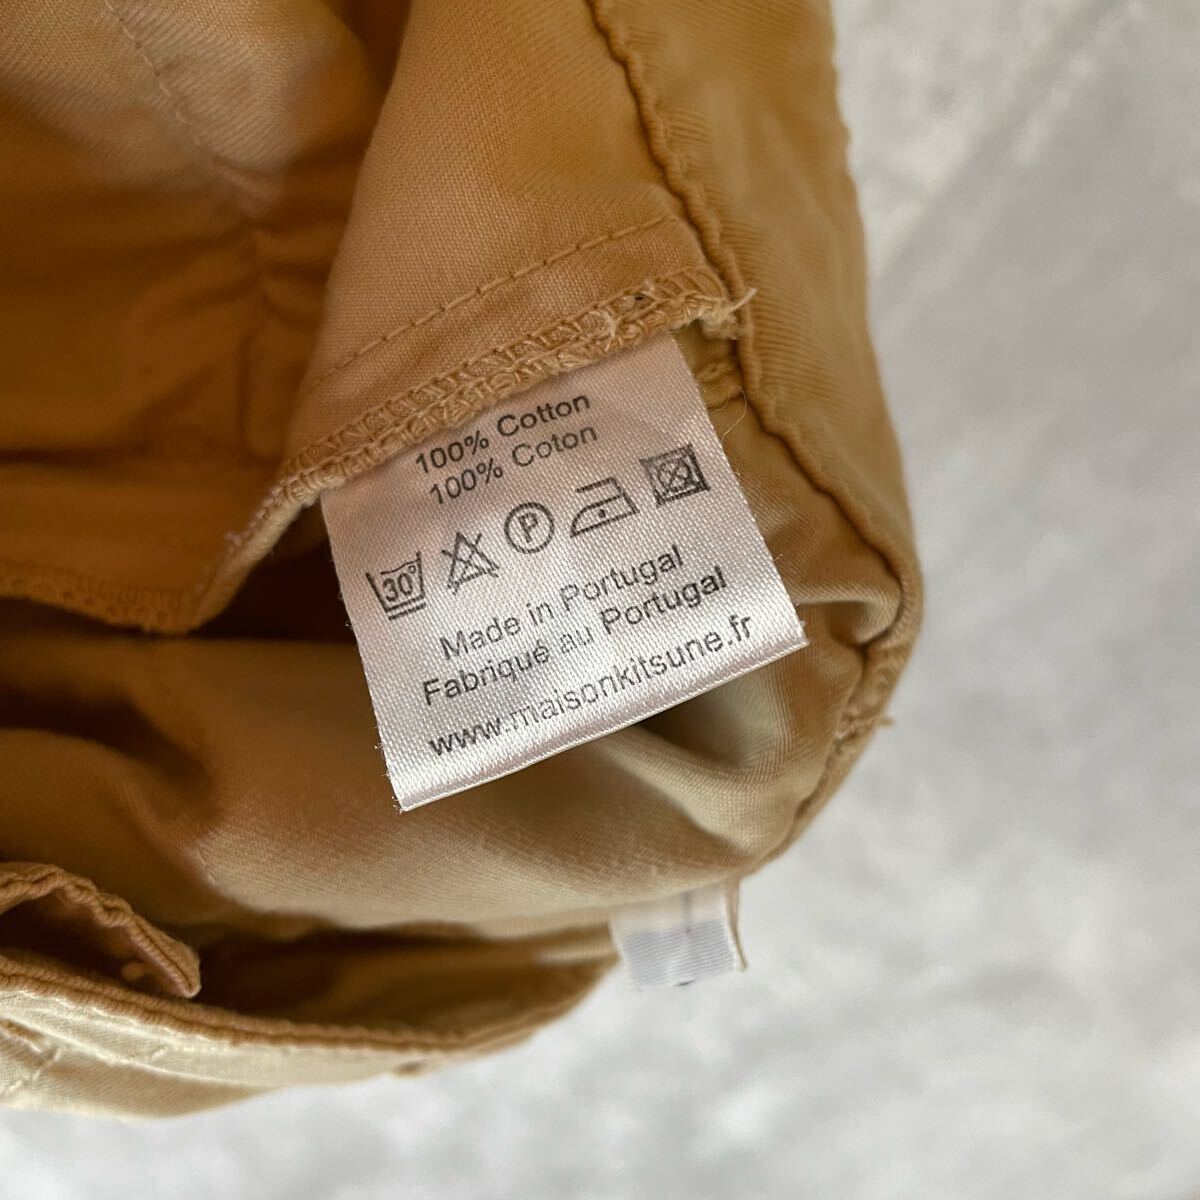 100% Cotton
100% Coton
30° P
Made in Portugal
Fabriqué au Portugal
www.maisonkitsune.fr